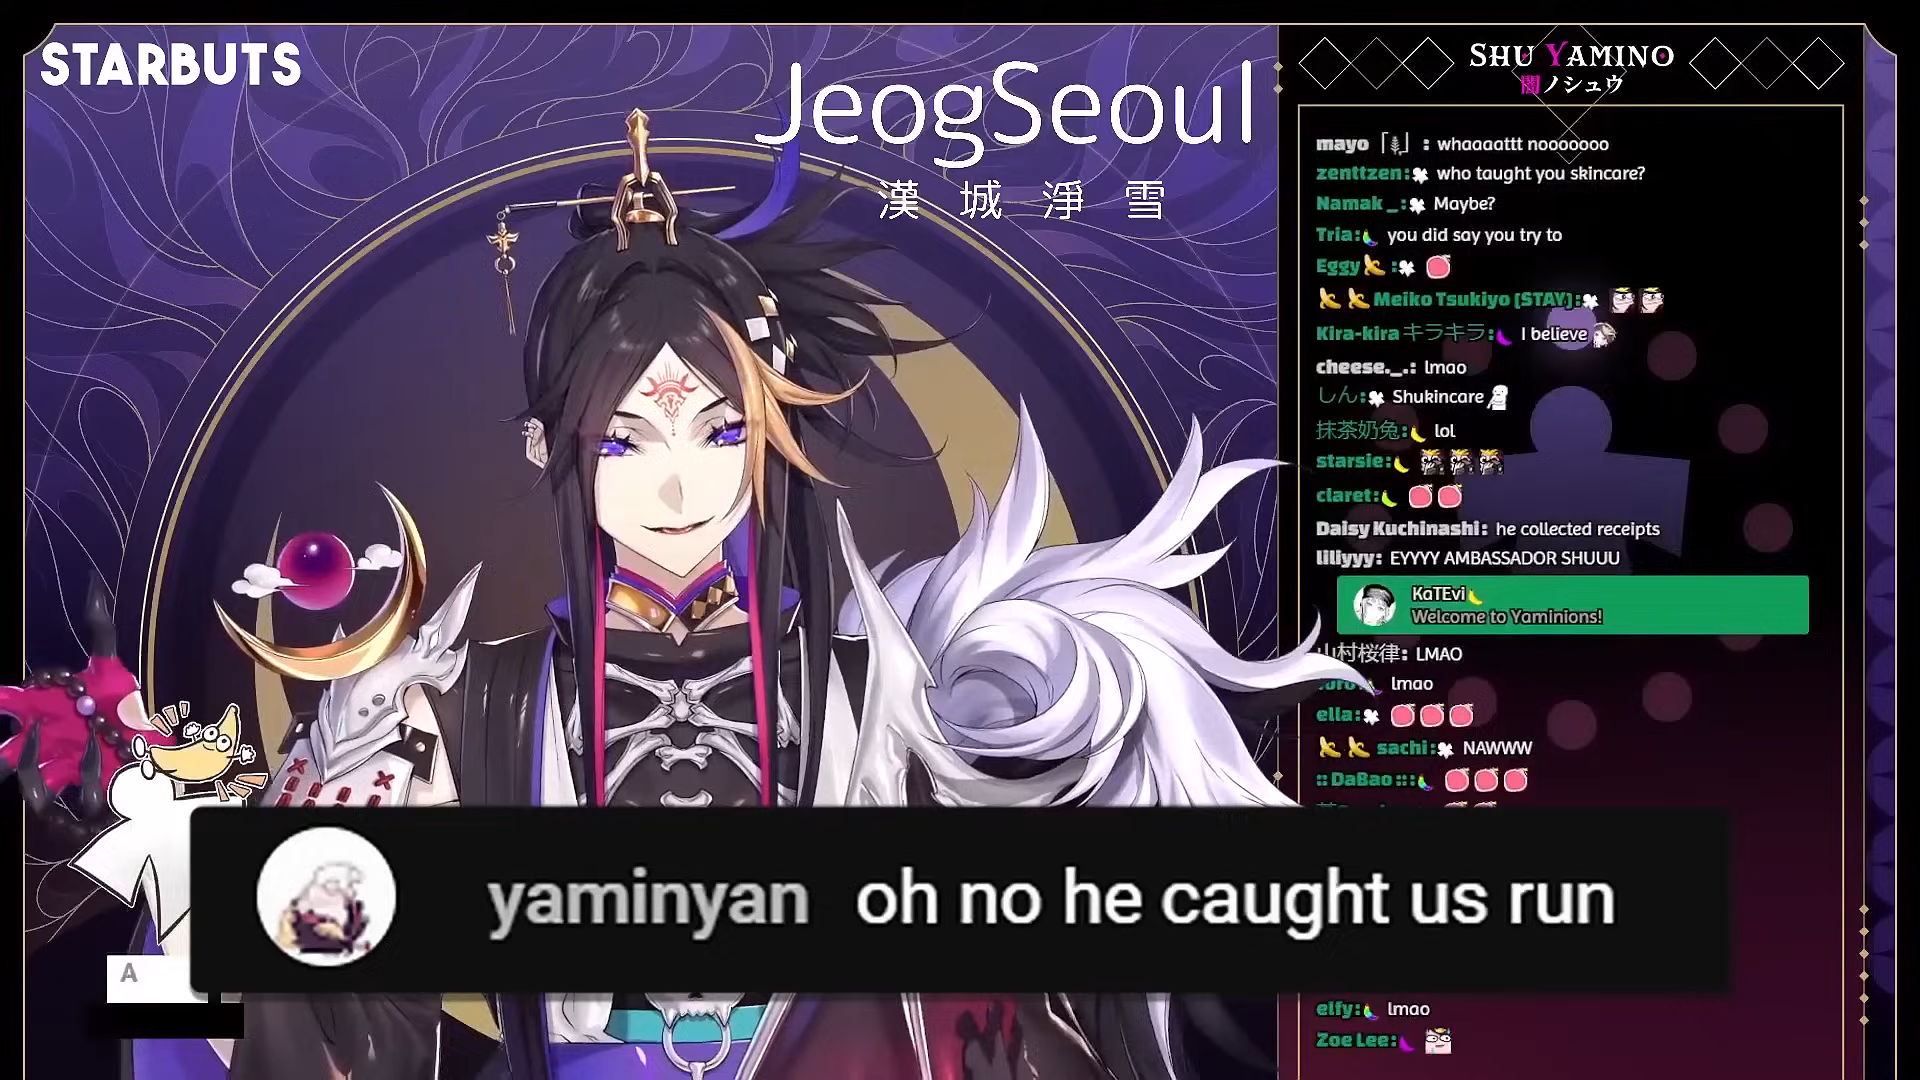 STARBUTS
JeogSeoul
漢城淨雪
SHU YAMINO
闇ノシュウ
mayo : whaaaattt nooooooo
zenttzen: who taught you skincare?
Namak_: Maybe?
Tria: you did say you try to
Eggy :
Meiko Tsukiyo [STAY]:
Kira-kira キラキラ: I believe
cheese._.: lmao
しん: Shukincare
抹茶奶兔: lol
starsie:
claret:
Daisy Kuchinashi: he collected receipts
liliyyy: EYYYY AMBASSADOR SHUUU
KaTEvi
Welcome to Yaminions!
山村桜律: LMAO
lmao
ella:
sachi: NAWWW
:: DaBao :::
yaminyan oh no he caught us run
A
elfy: lmao
Zoe Lee: